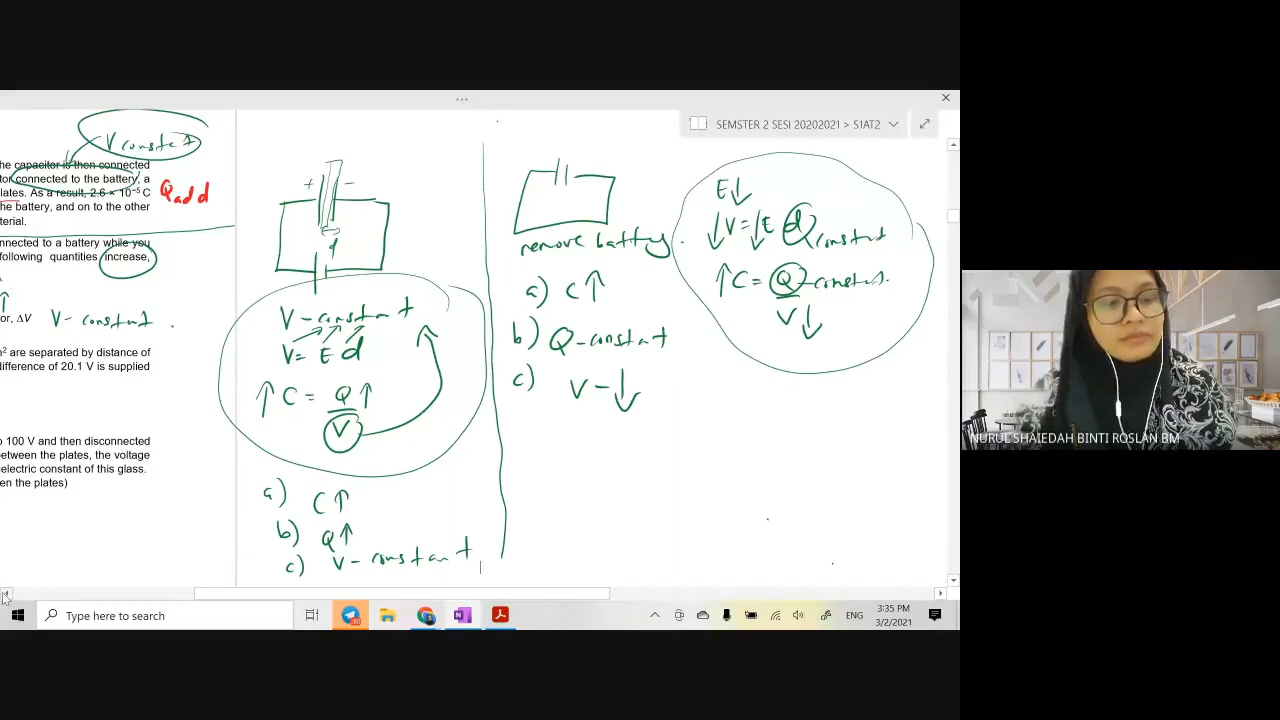 SEMSTER 2 SESI 20202021 > S1AT2
V constant
he capacitor is then connected
tor connected to the battery, a
lates. As a result, 2.6 × 10⁻⁵ C
he battery, and on to the other
terial.
Q add
nnected to a battery while you
following quantities increase,
or, ΔV
V - constant .
m² are separated by distance of
difference of 20.1 V is supplied
o 100 V and then disconnected
between the plates, the voltage
electric constant of this glass.
en the plates)
+ -
d
V - constant
V = E d
↑ C = Q ↑
V
a) C ↑
b) Q ↑
c) V - constant
remove battery .
a) C ↑
b) Q - constant
c) V - ↓
E ↓
↓ V = ↓ E d constant
↑ C = Q - constant.
V ↓
NURUL SHAIEDAH BINTI ROSLAN BM
Type here to search
ENG
3:35 PM
3/2/2021